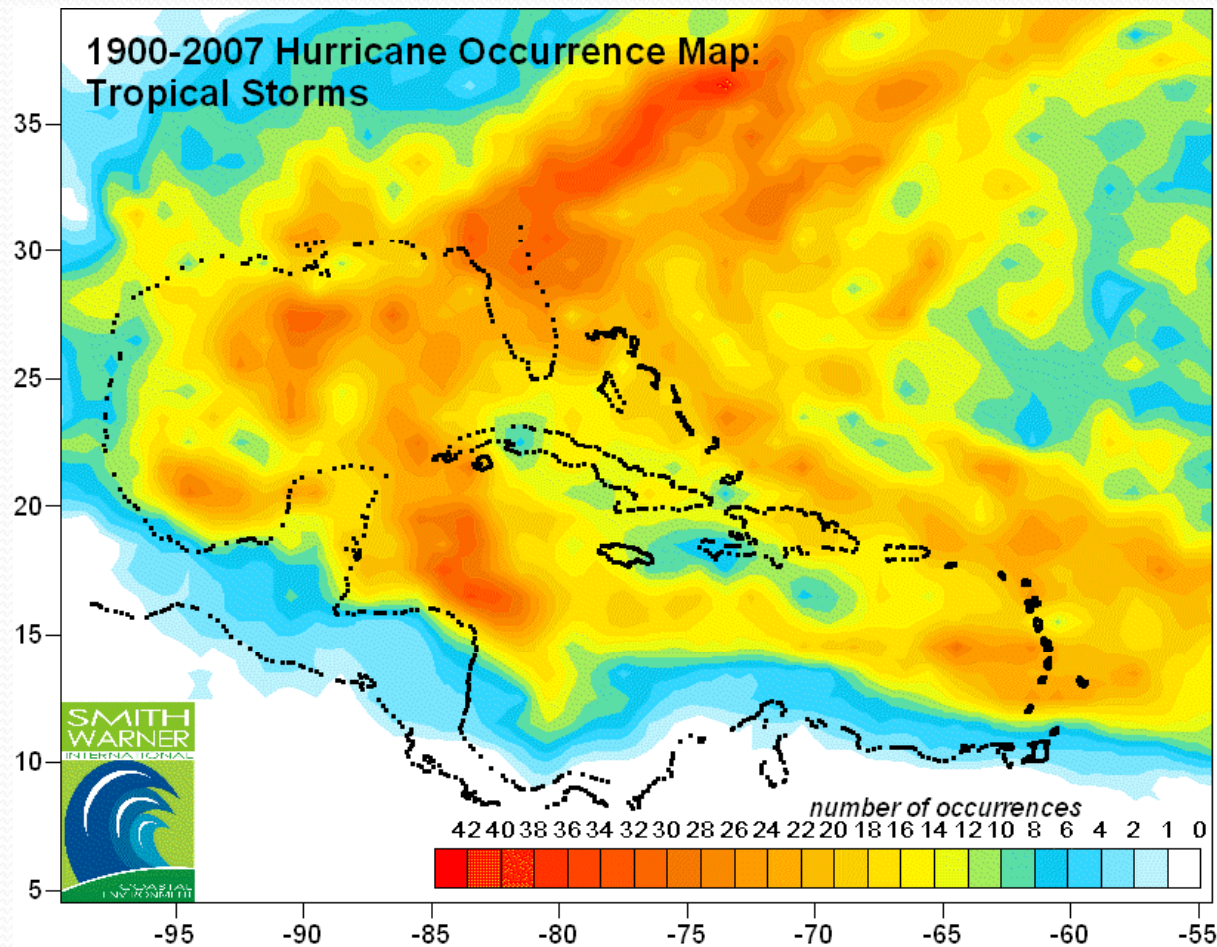 1900-2007 Hurricane Occurrence Map:
Tropical Storms
35
30
25
20
15
10
5
SMITH
WARNER
INTERNATIONAL
COASTAL
number of occurrences
42 40 38 36 34 32 30 28 26 24 22 20 18 16 14 12 10 8 6 4 2 1 0
-95 -90 -85 -80 -75 -70 -65 -60 -55